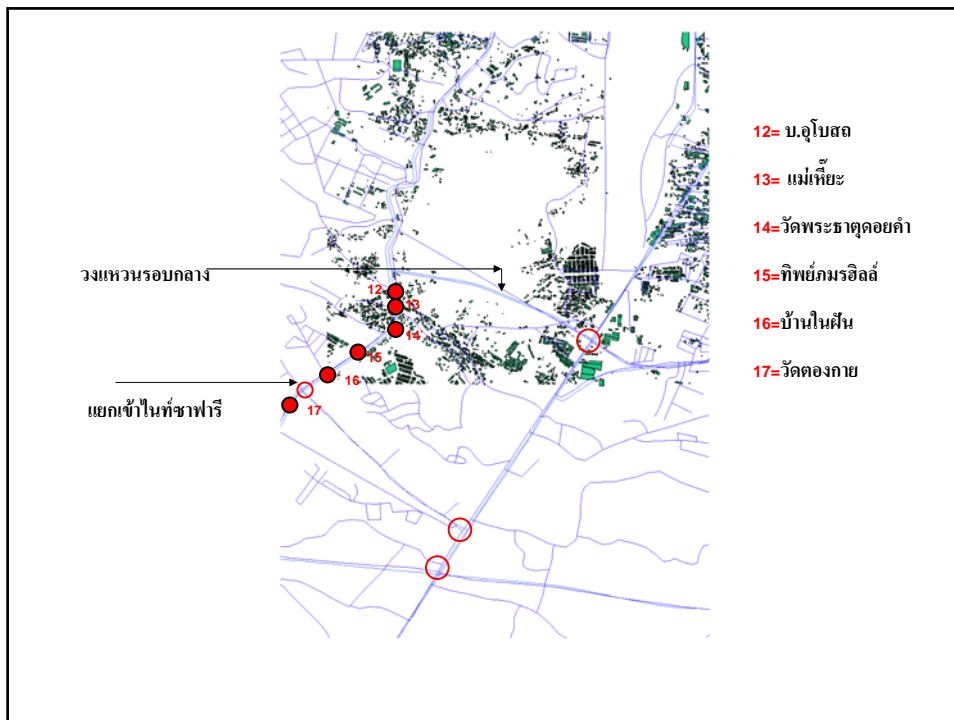 12= บ.อุโบสถ
13= แม่เหี๊ยะ
14=วัดพระธาตุดอยคำ
วงแหวนรอบกลาง
15=ทิพย์ภมรฮิลล์
12
13
16=บ้านในฝัน
14
15
17=วัดตองกาย
16
แยกเข้าไนท์ซาฟารี
17